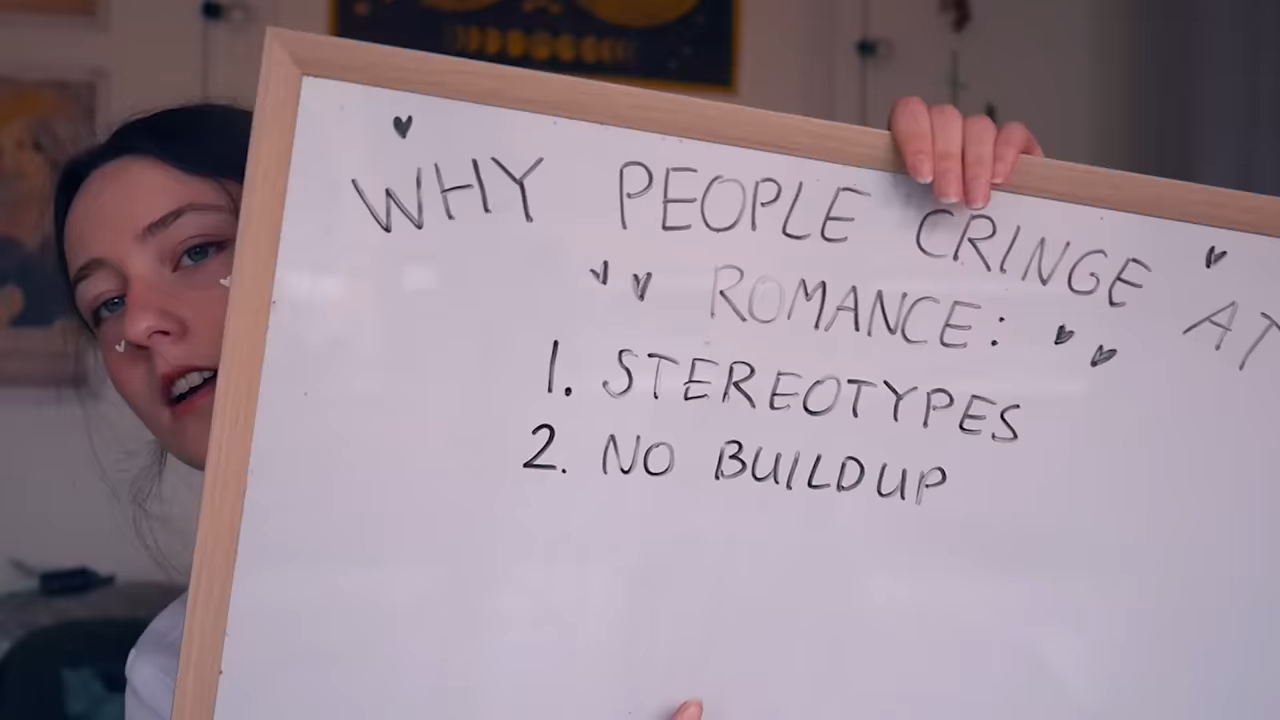 WHY PEOPLE CRINGE AT
ROMANCE:
1. STEREOTYPES
2. NO BUILDUP